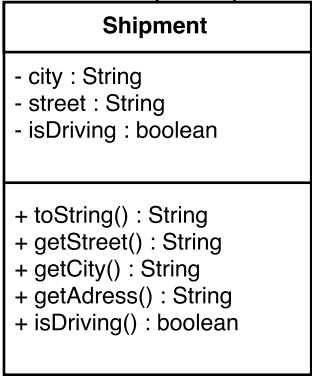 Shipment
- city : String
- street : String
- isDriving : boolean
+ toString() : String
+ getStreet() : String
+ getCity() : String
+ getAdress() : String
+ isDriving() : boolean